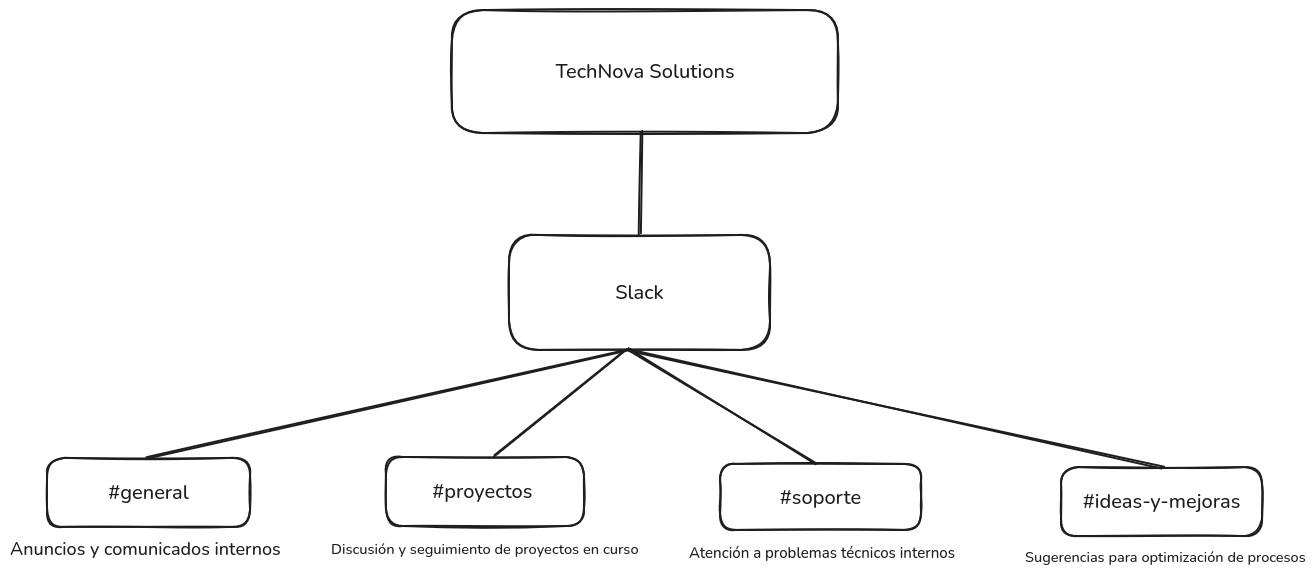 TechNova Solutions
Slack
#general
#proyectos
#soporte
#ideas-y-mejoras
Anuncios y comunicados internos
Discusión y seguimiento de proyectos en curso
Atención a problemas técnicos internos
Sugerencias para optimización de procesos